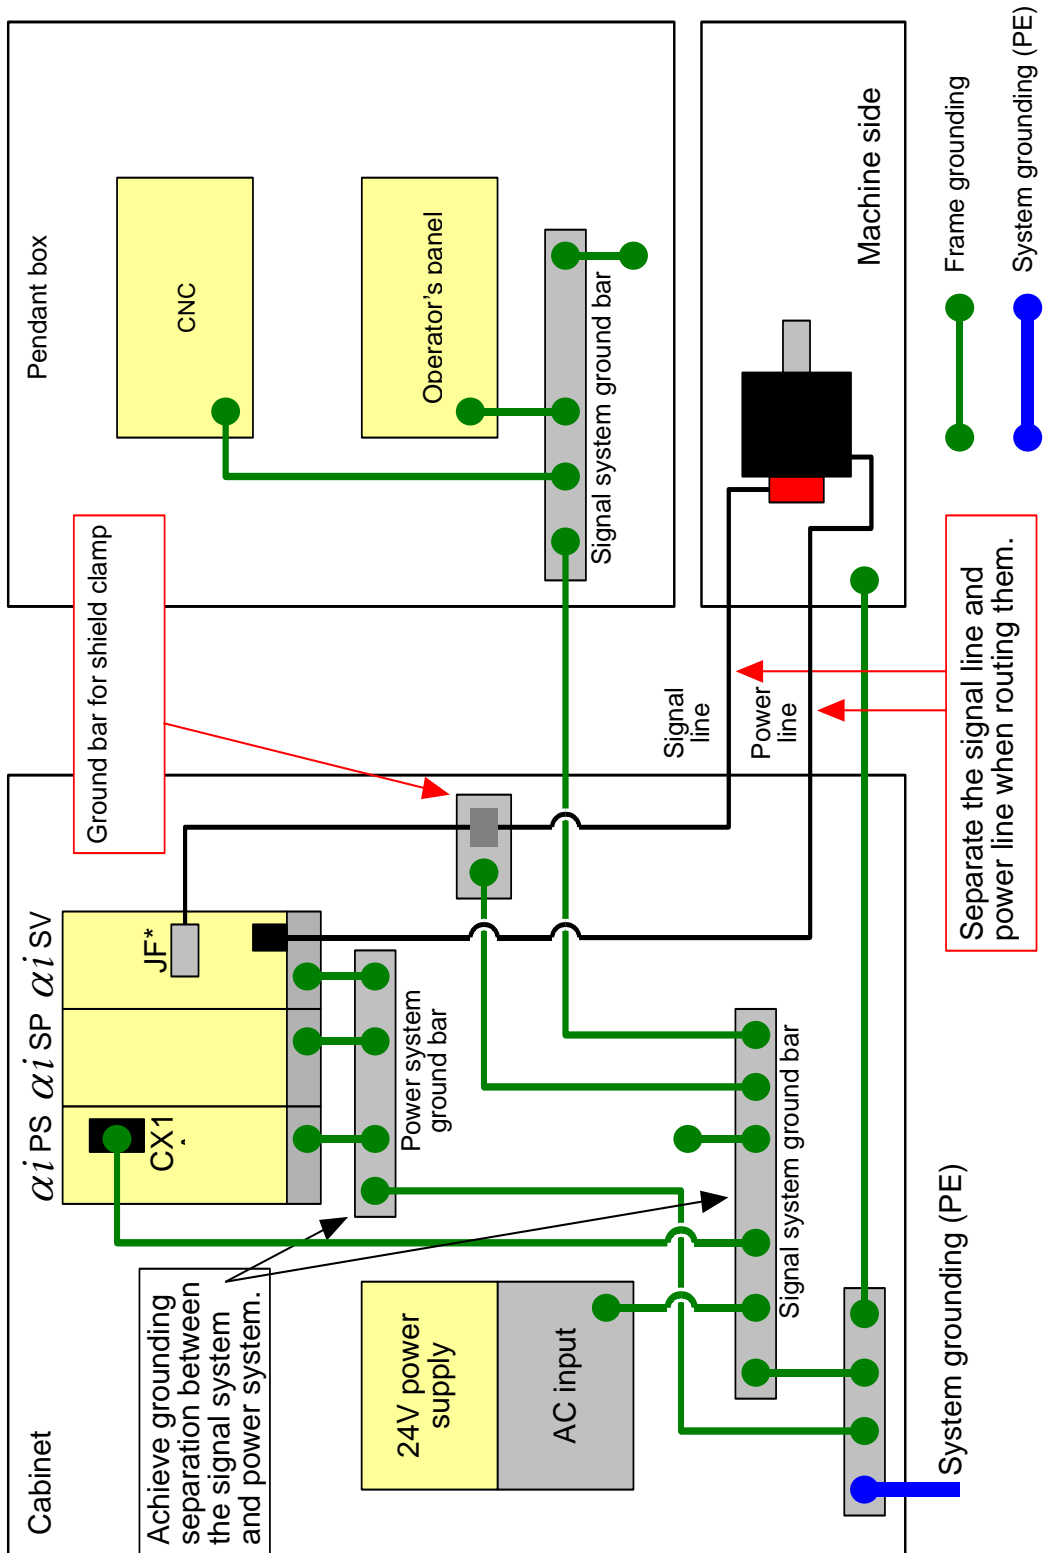 Cabinet
Pendant box
αi PS
αi SP
αi SV
CX1
JF*
Ground bar for shield clamp
CNC
Operator's panel
Signal system ground bar
Achieve grounding
separation between
the signal system
and power system.
Power system
ground bar
24V power
supply
AC input
Signal system ground bar
Signal
line
Power
line
Machine side
System grounding (PE)
Separate the signal line and
power line when routing them.
Frame grounding
System grounding (PE)